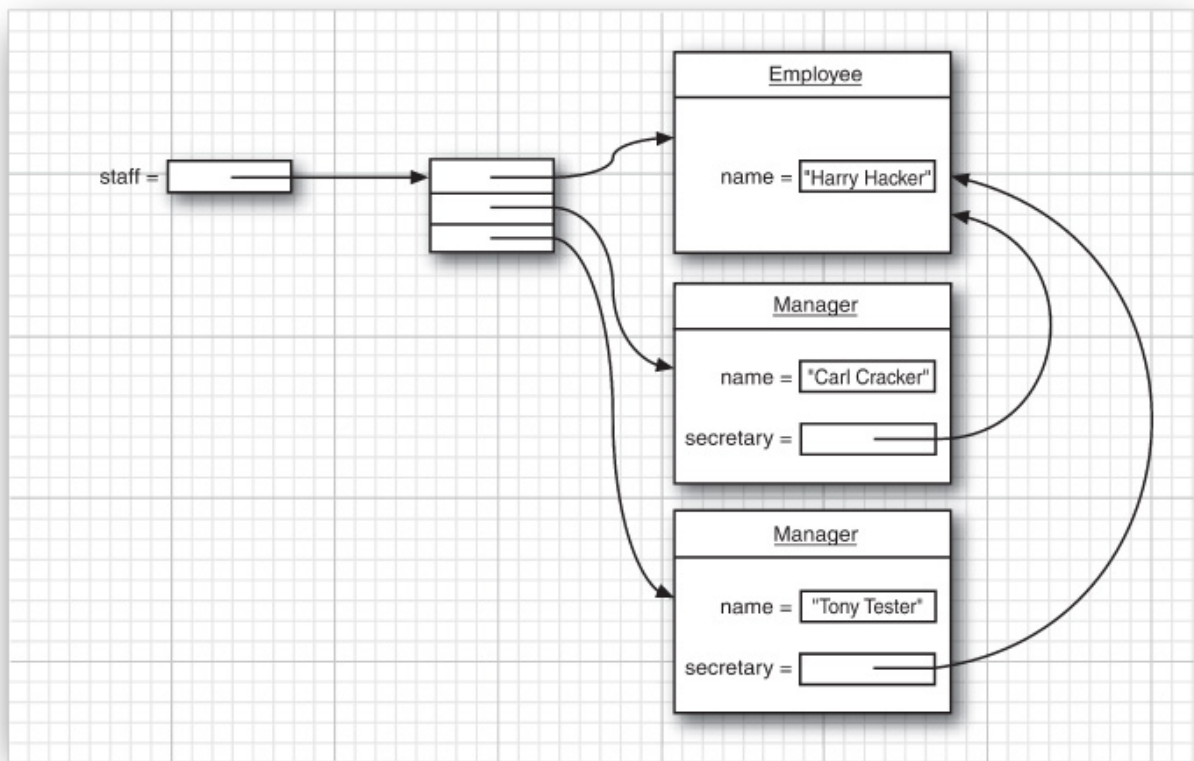 staff =
Employee
name = "Harry Hacker"
Manager
name = "Carl Cracker"
secretary =
Manager
name = "Tony Tester"
secretary =